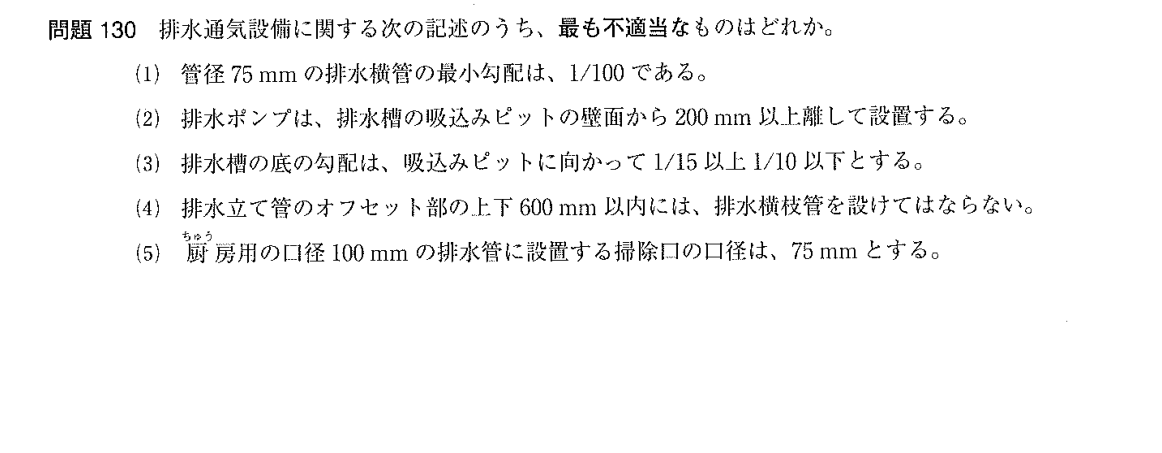 問題 130　排水通気設備に関する次の記述のうち、最も不適当なものはどれか。
(1)　管径 75 mm の排水横管の最小勾配は、1/100 である。
(2)　排水ポンプは、排水槽の吸込みピットの壁面から 200 mm 以上離して設置する。
(3)　排水槽の底の勾配は、吸込みピットに向かって 1/15 以上 1/10 以下とする。
(4)　排水立て管のオフセット部の上下 600 mm 以内には、排水横枝管を設けてはならない。
ちゅう
(5)　厨房用の口径 100 mm の排水管に設置する掃除口の口径は、75 mm とする。